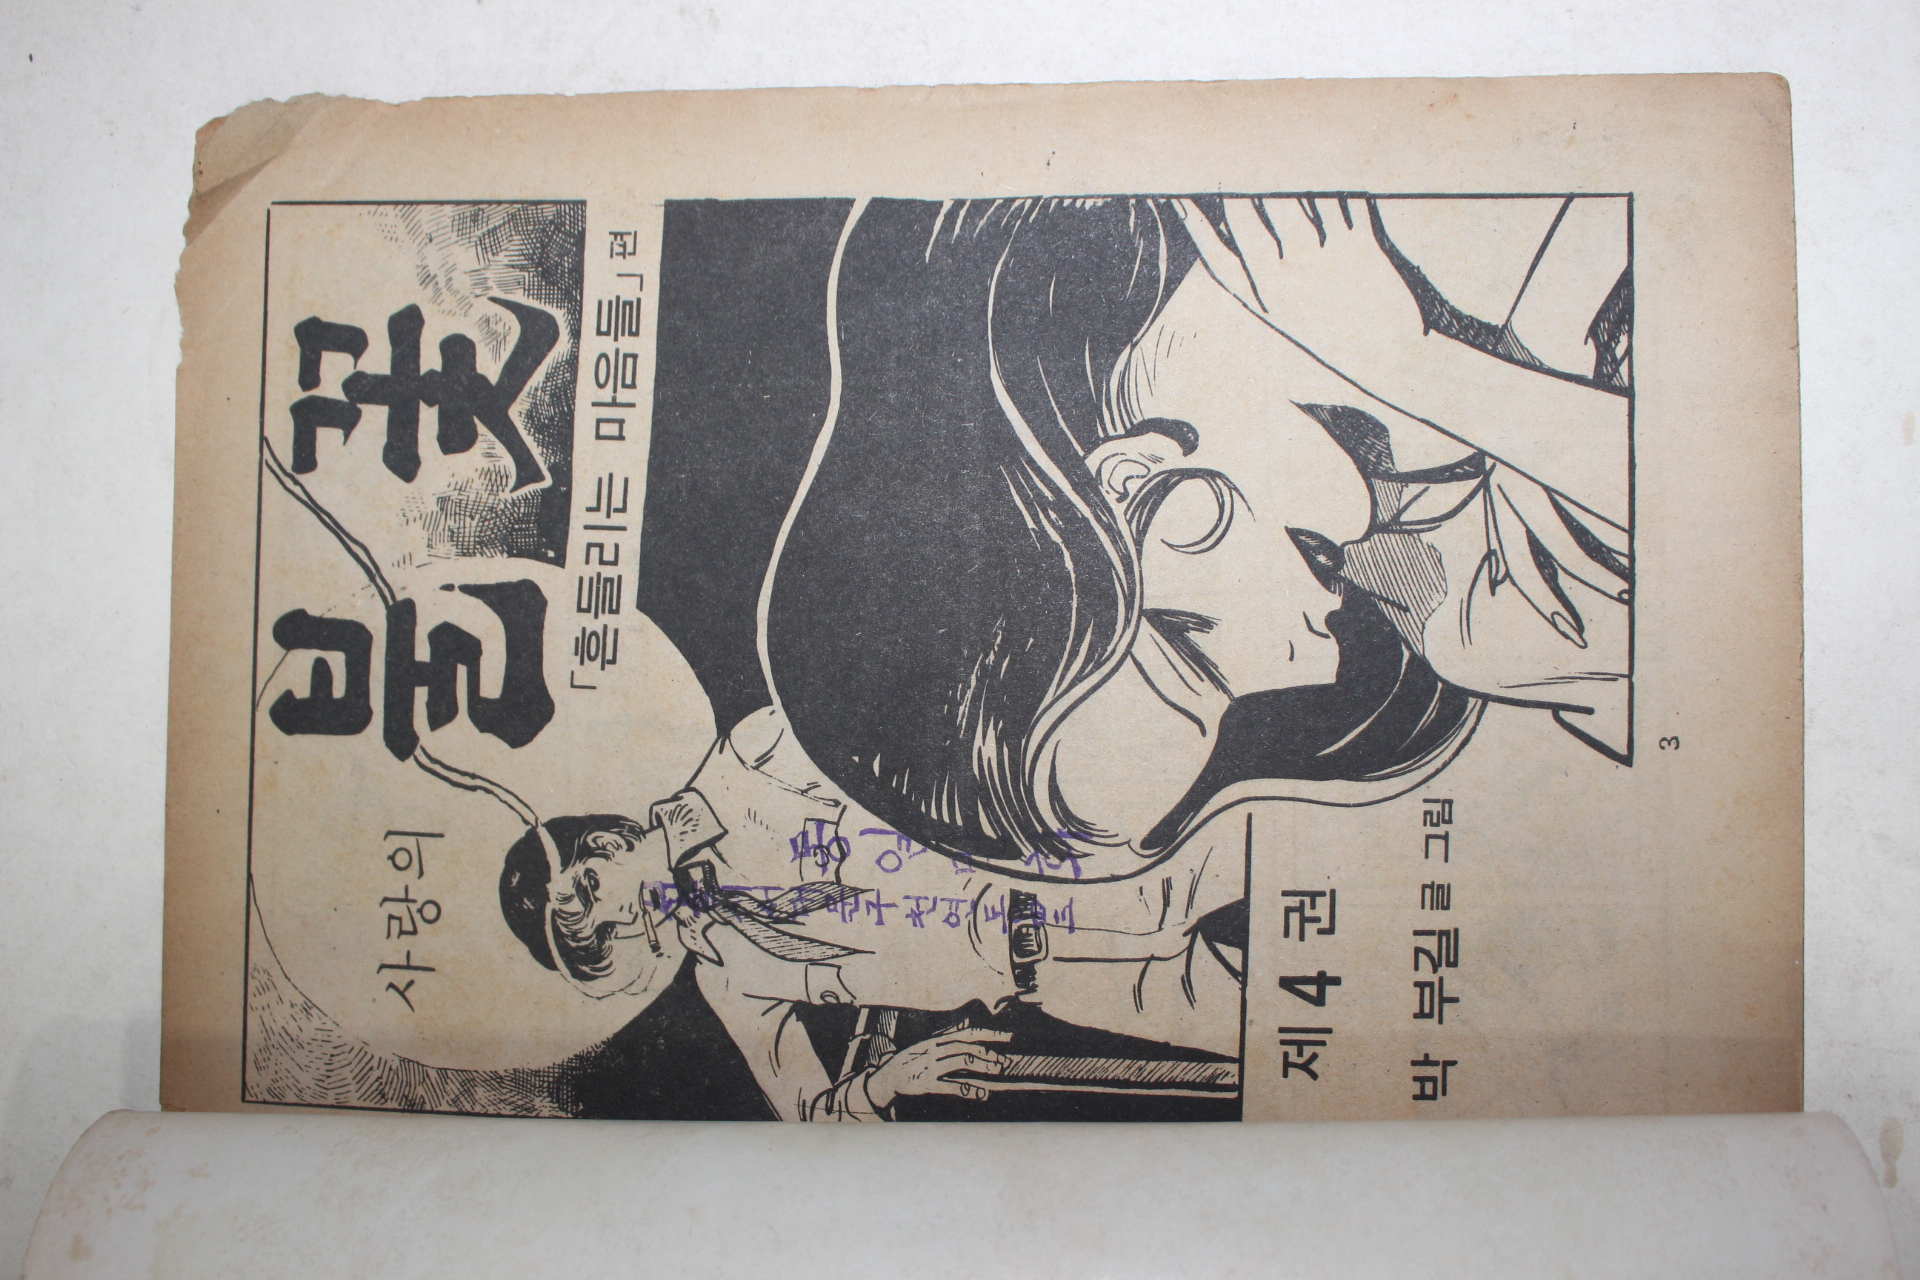 사랑의
불꽃
「흔들리는 마음들」편
제 4 권
박 부길 글 그림
3